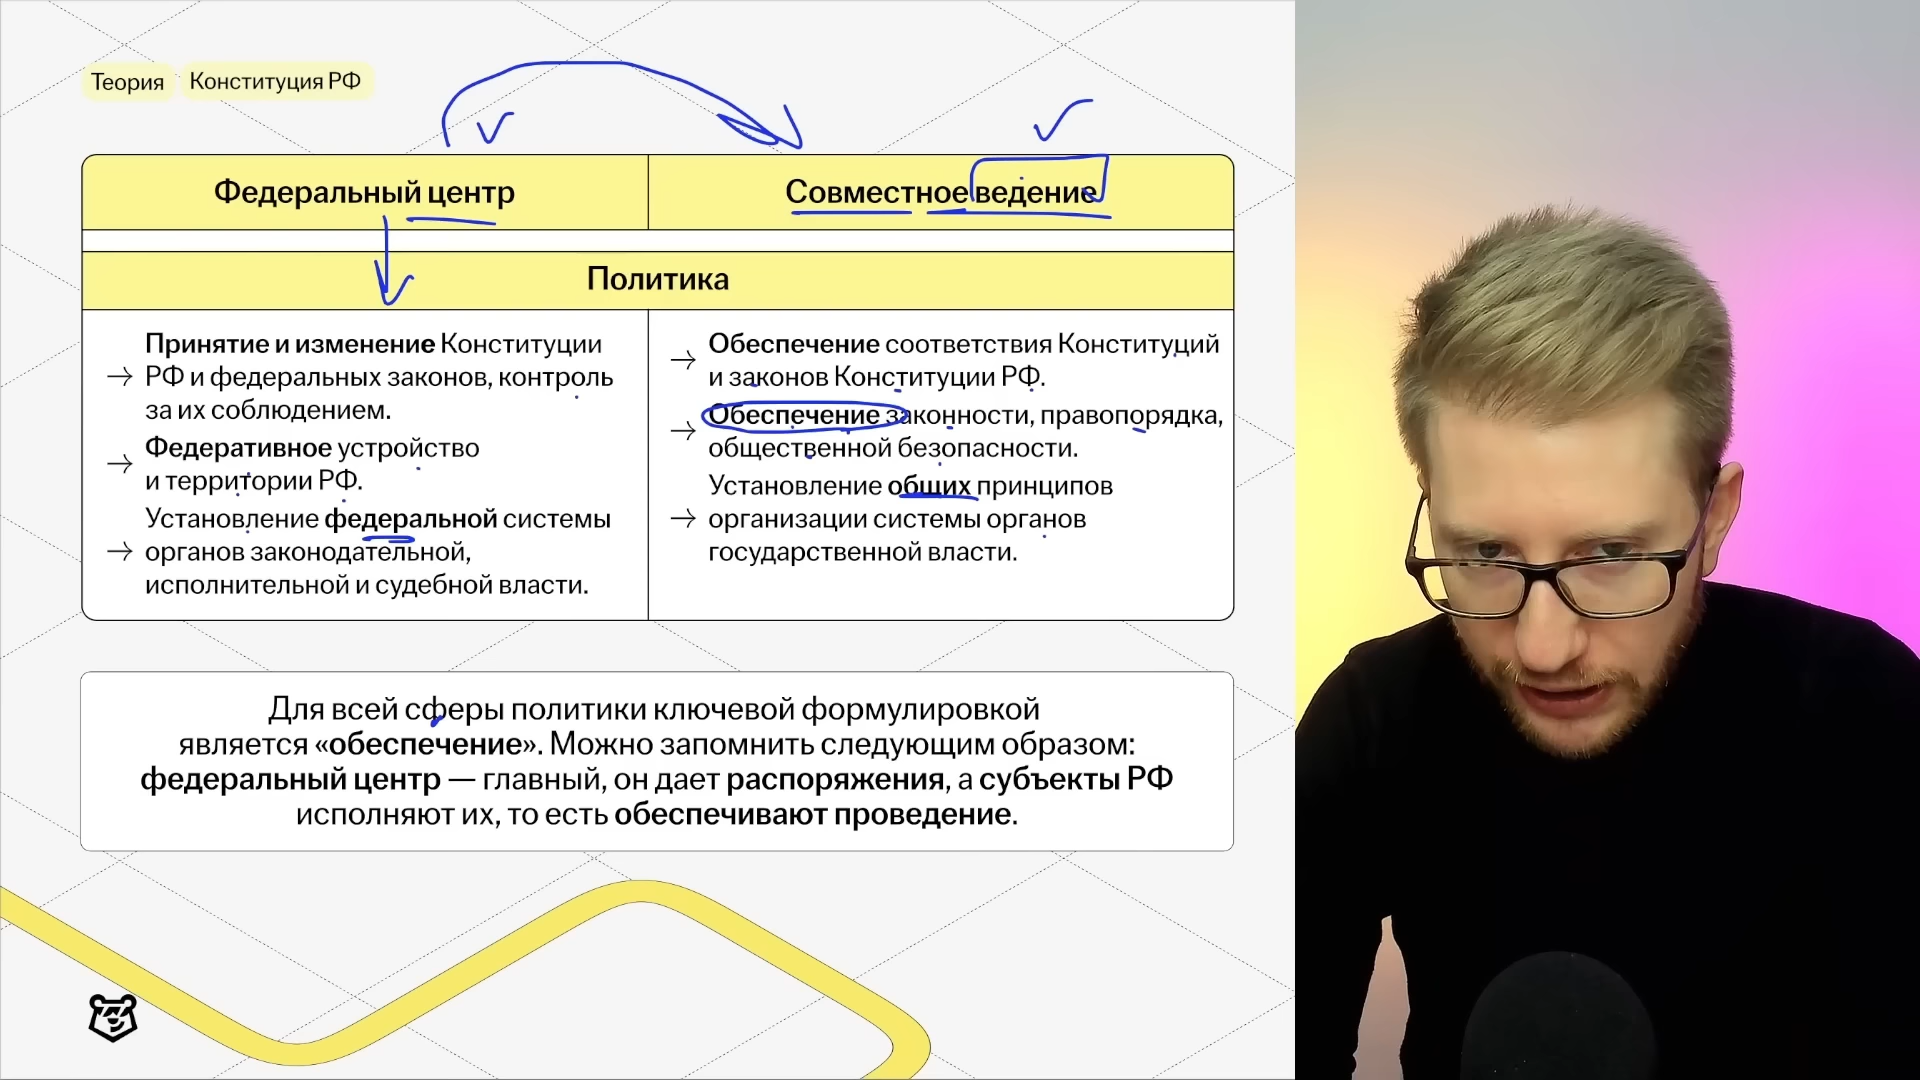 Теория Конституция РФ
Федеральный центр
Совместное ведение
Политика
Принятие и изменение Конституции
РФ и федеральных законов, контроль
за их соблюдением.
Федеративное устройство
и территории РФ.
Установление федеральной системы
органов законодательной,
исполнительной и судебной власти.
Обеспечение соответствия Конституций
и законов Конституции РФ.
Обеспечение законности, правопорядка,
общественной безопасности.
Установление общих принципов
организации системы органов
государственной власти.
Для всей сферы политики ключевой формулировкой
является «обеспечение». Можно запомнить следующим образом:
федеральный центр — главный, он дает распоряжения, а субъекты РФ
исполняют их, то есть обеспечивают проведение.